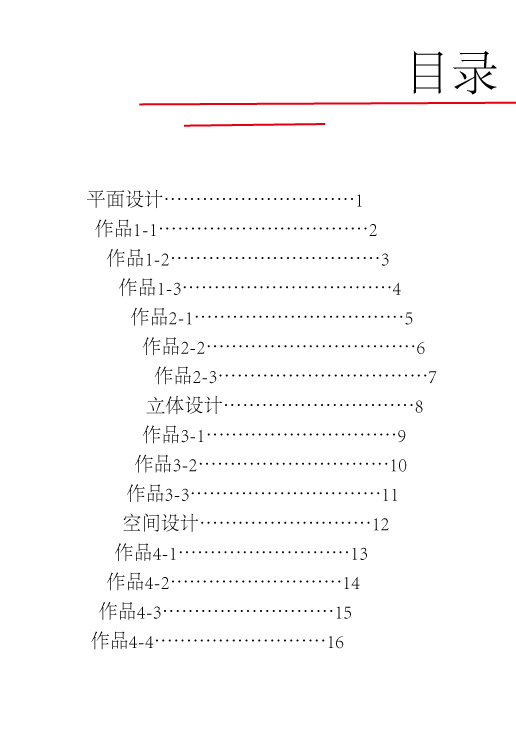 目录
平面设计······························1
作品1-1·································2
作品1-2·································3
作品1-3·································4
作品2-1·································5
作品2-2·································6
作品2-3·································7
立体设计······························8
作品3-1······························9
作品3-2······························10
作品3-3······························11
空间设计···························12
作品4-1···························13
作品4-2···························14
作品4-3···························15
作品4-4···························16